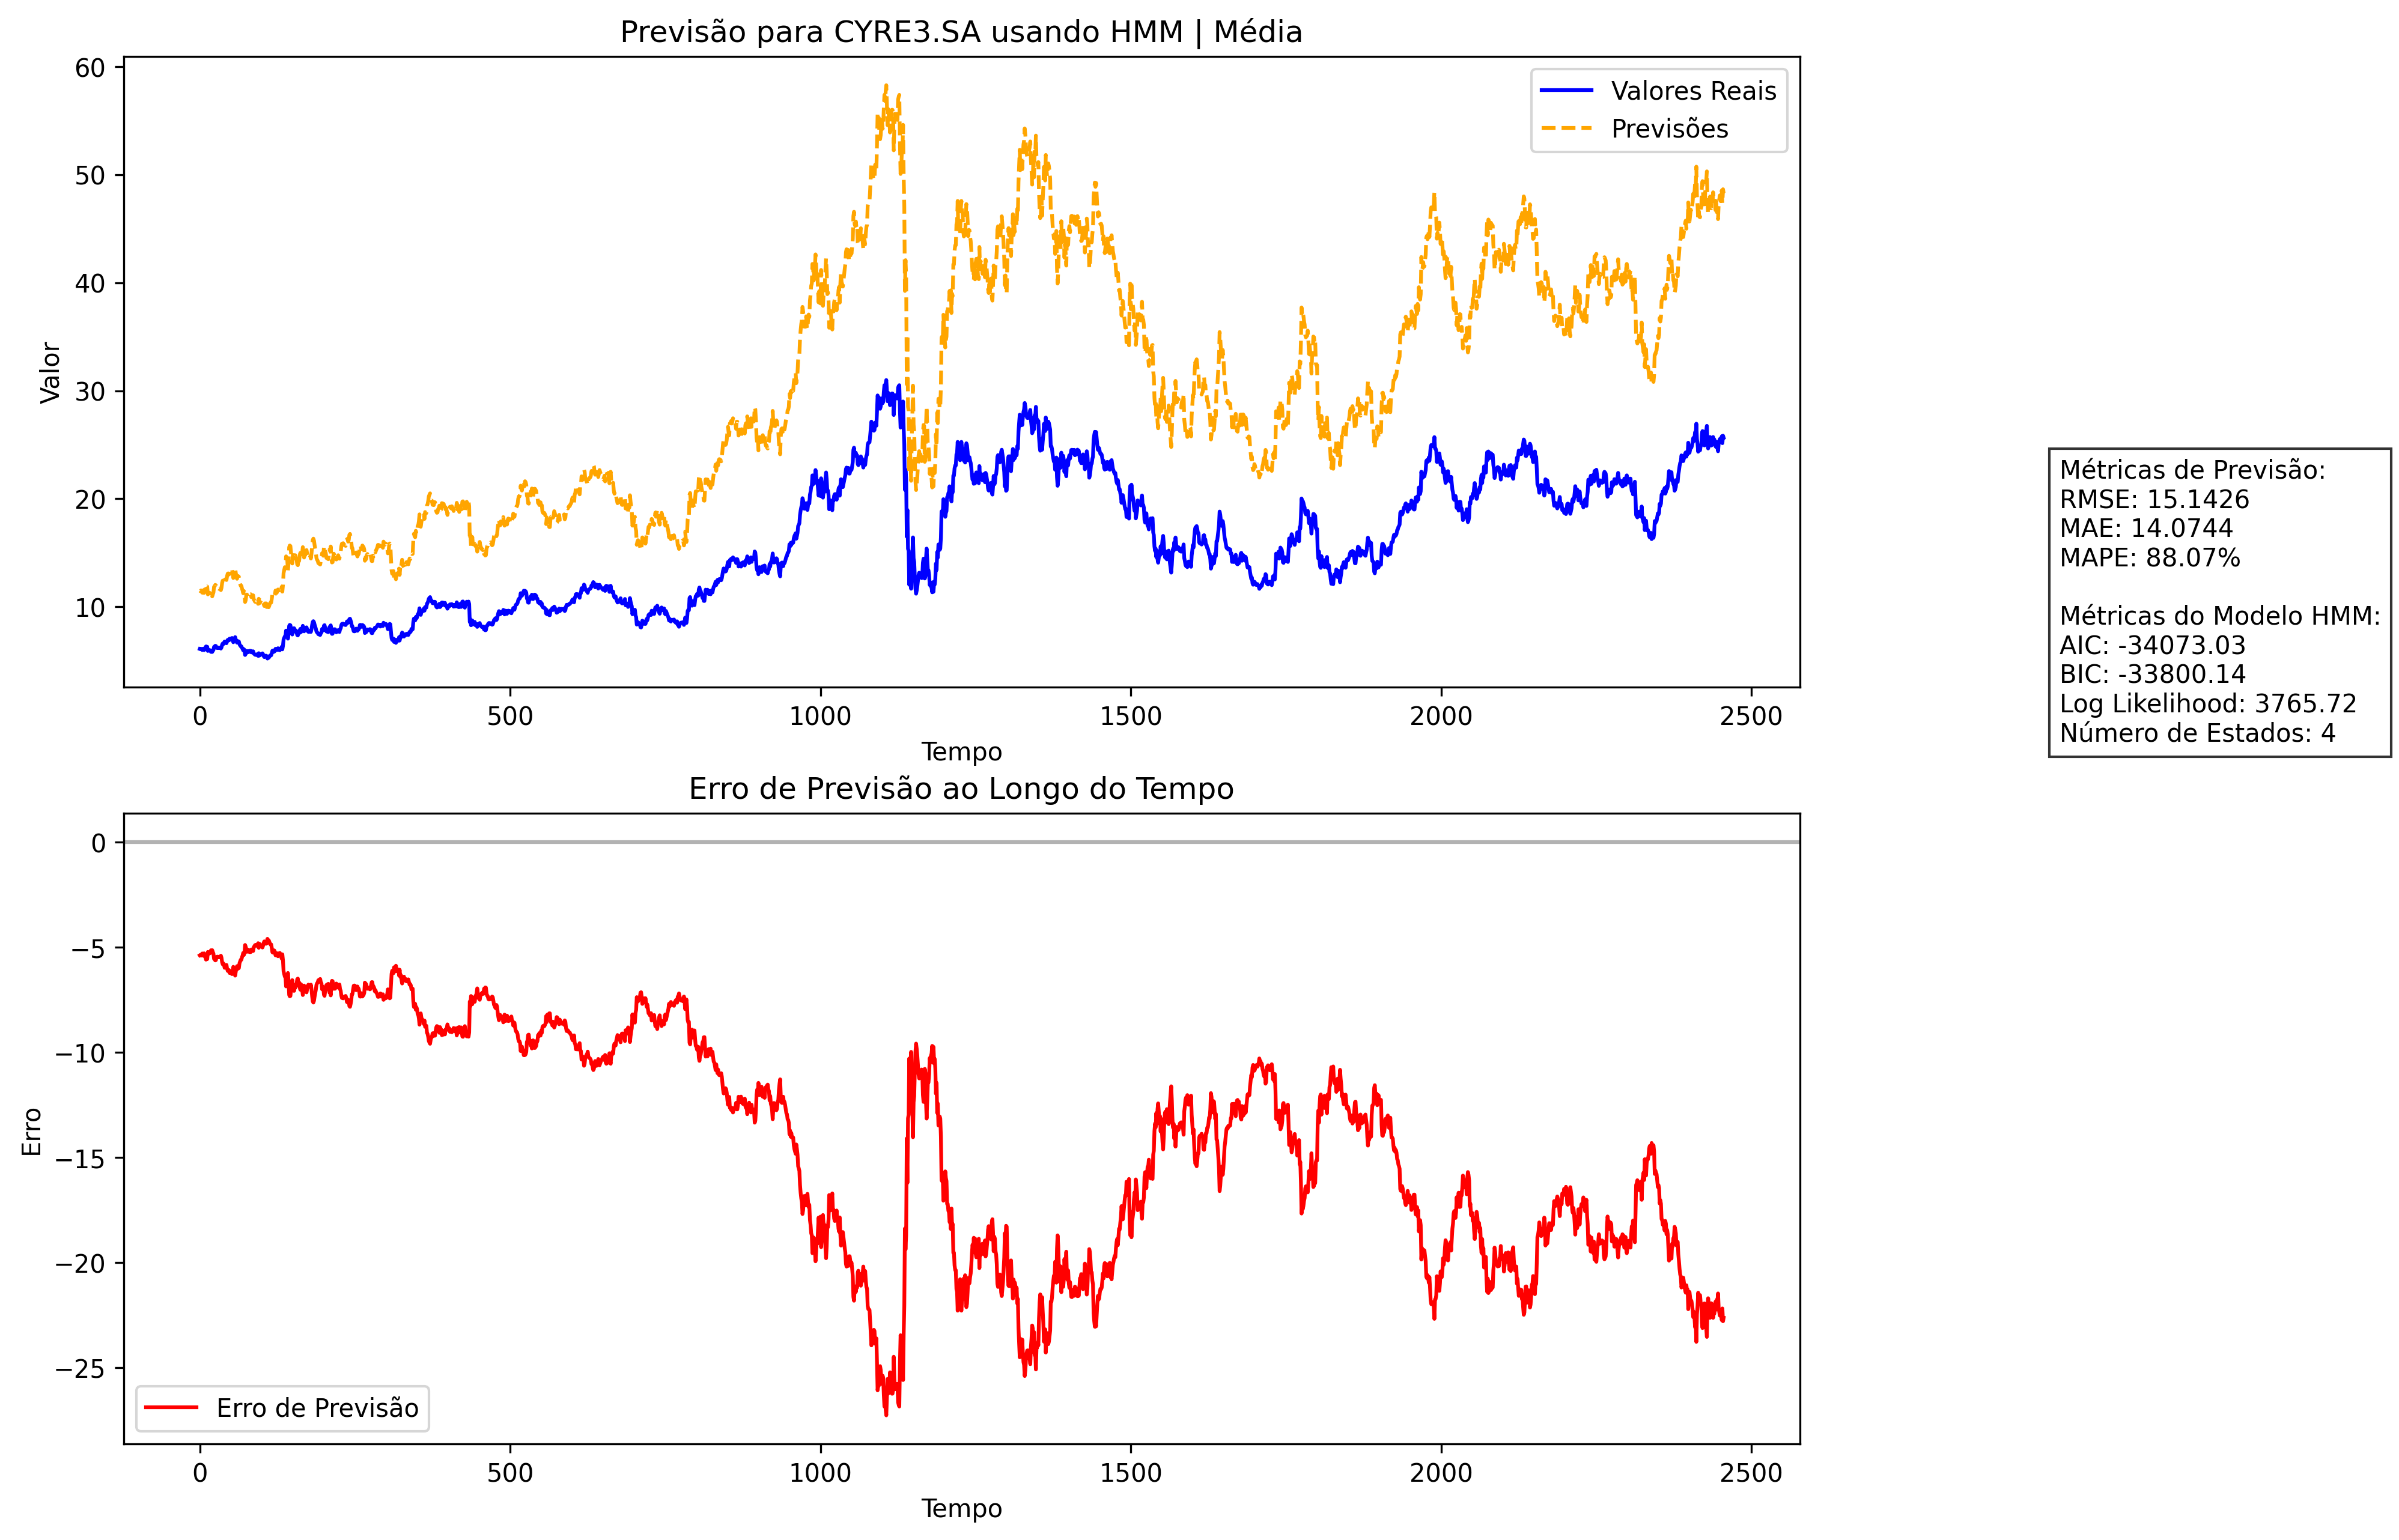 Previsão para CYRE3.SA usando HMM | Média
60
50
40
30
20
10
Valor
Valores Reais
Previsões
0
500
1000
1500
2000
2500
Tempo
Métricas de Previsão:
RMSE: 15.1426
MAE: 14.0744
MAPE: 88.07%
Métricas do Modelo HMM:
AIC: -34073.03
BIC: -33800.14
Log Likelihood: 3765.72
Número de Estados: 4
Erro de Previsão ao Longo do Tempo
0
−5
−10
−15
−20
−25
Erro
Erro de Previsão
0
500
1000
1500
2000
2500
Tempo